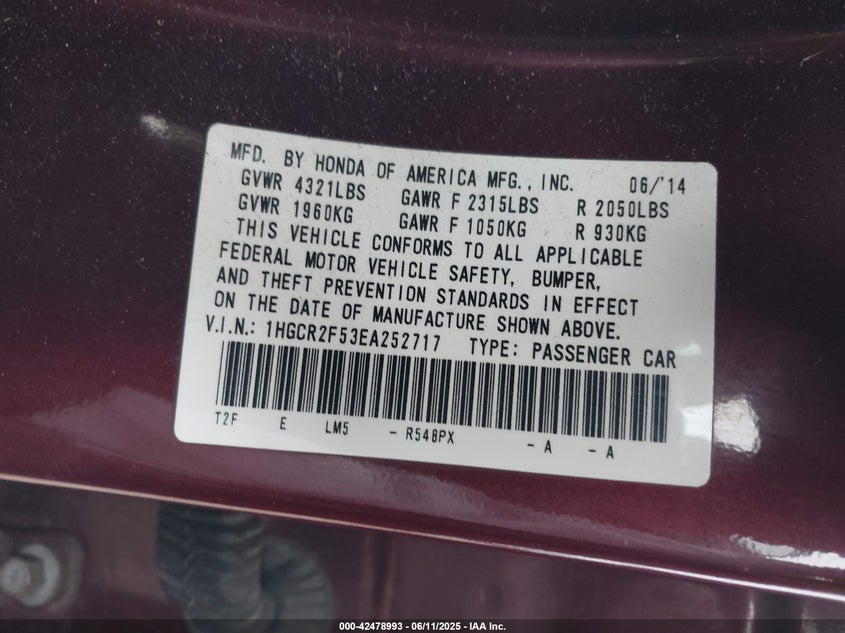 MFD. BY HONDA OF AMERICA MFG., INC. 06/'14
GVWR 4321LBS GAWR F 2315LBS R 2050LBS
GVWR 1960KG GAWR F 1050KG R 930KG
THIS VEHICLE CONFORMS TO ALL APPLICABLE
FEDERAL MOTOR VEHICLE SAFETY, BUMPER,
AND THEFT PREVENTION STANDARDS IN EFFECT
ON THE DATE OF MANUFACTURE SHOWN ABOVE.
V.I.N.: 1HGCR2F53EA252717 TYPE: PASSENGER CAR
T2F E LM5 - R548PX - A - A
000-42478993 - 06/11/2025 - IAA Inc.